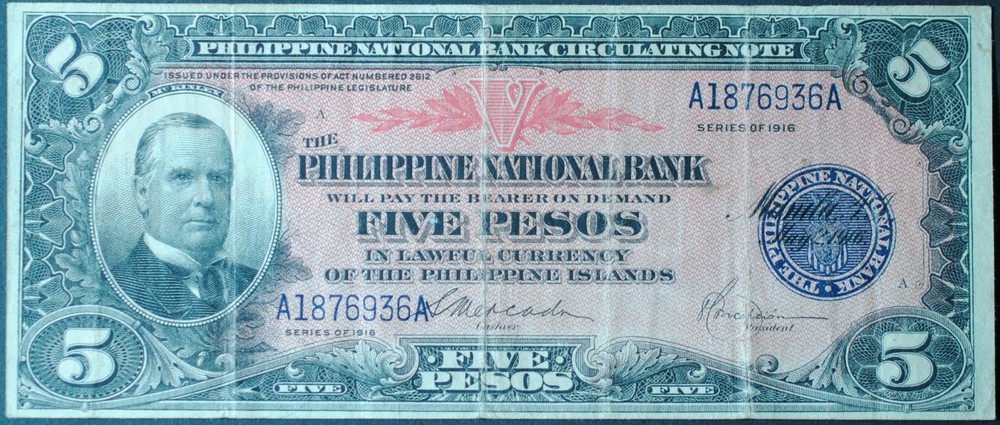 5
PHILIPPINE NATIONAL BANK CIRCULATING NOTE
5
ISSUED UNDER THE PROVISIONS OF ACT NUMBERED 2612
OF THE PHILIPPINE LEGISLATURE
McKINLEY
A
V
A1876936A
SERIES OF 1916
THE
PHILIPPINE NATIONAL BANK
WILL PAY THE BEARER ON DEMAND
FIVE PESOS
IN LAWFUL CURRENCY
OF THE PHILIPPINE ISLANDS
Manila
1916
THE PHILIPPINE NATIONAL BANK
A
A1876936A
SERIES OF 1916
S Mercado
Cashier
President
5
FIVE
FIVE
PESOS
FIVE
5